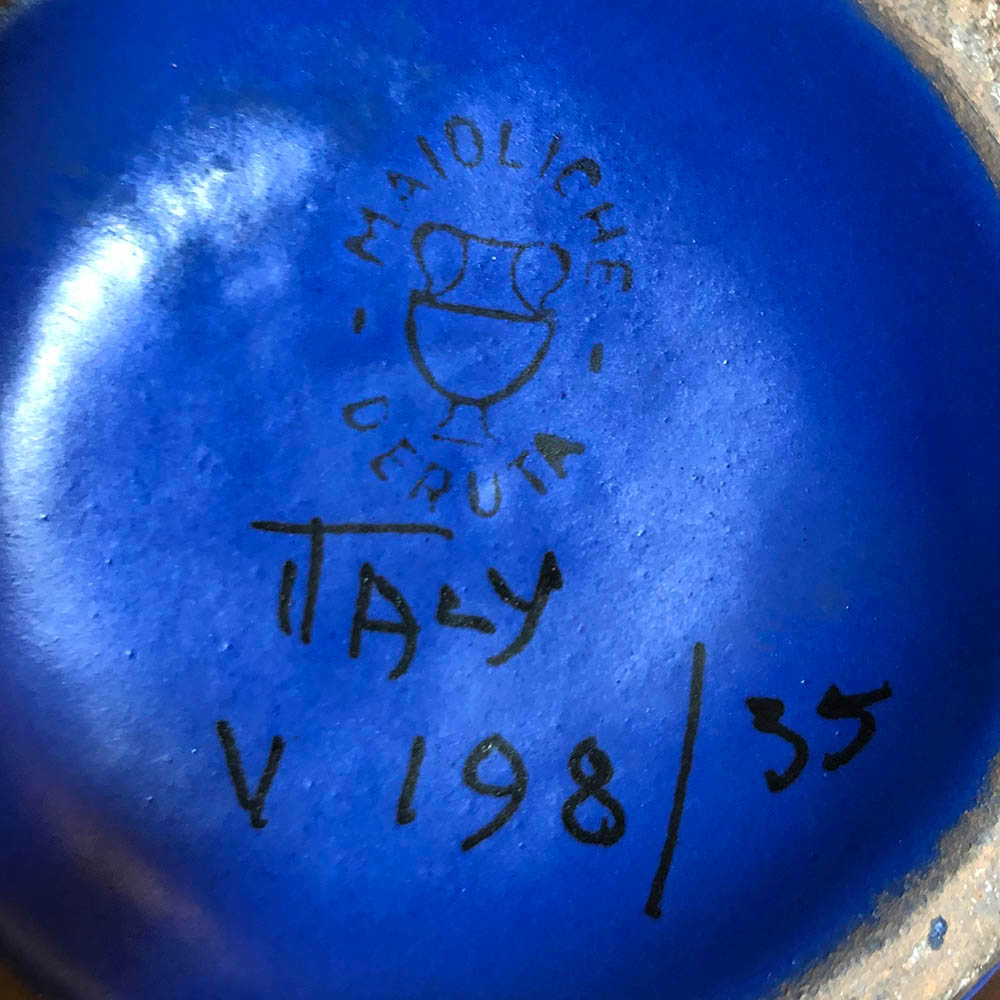 - MAIOLICHE -
DERUTA
ITALY
V 198/35